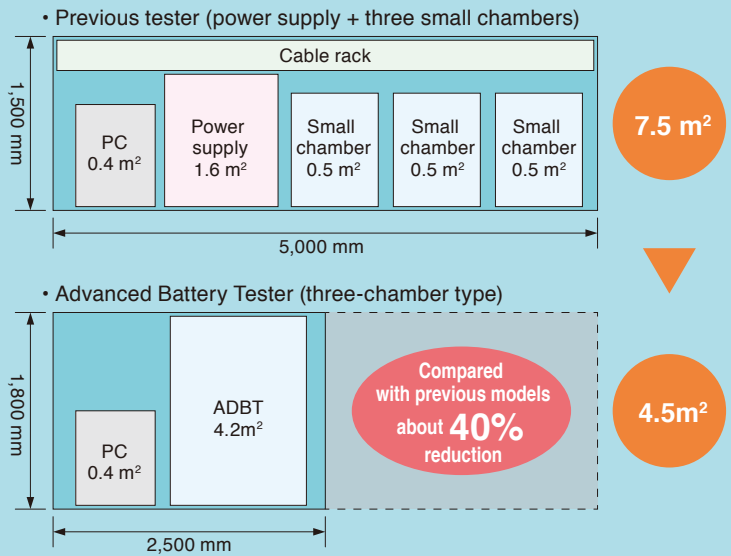 • Previous tester (power supply + three small chambers)
Cable rack
1,500 mm
PC
0.4 m²
Power
supply
1.6 m²
Small
chamber
0.5 m²
Small
chamber
0.5 m²
Small
chamber
0.5 m²
7.5 m²
5,000 mm
• Advanced Battery Tester (three-chamber type)
1,800 mm
PC
0.4 m²
ADBT
4.2m²
Compared
with previous models
about 40%
reduction
4.5m²
2,500 mm